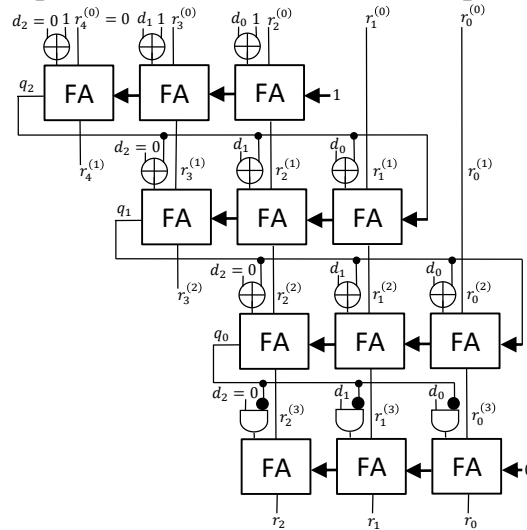 d₂ = 0 1 r₄⁽⁰⁾ = 0 d₁ 1 r₃⁽⁰⁾ d₀ 1 r₂⁽⁰⁾ r₁⁽⁰⁾ r₀⁽⁰⁾
q₂ FA FA FA 1
r₄⁽¹⁾ d₂ = 0 r₃⁽¹⁾ d₁ r₂⁽¹⁾ d₀ r₁⁽¹⁾ r₀⁽¹⁾
q₁ FA FA FA
r₃⁽²⁾ d₂ = 0 r₂⁽²⁾ d₁ r₁⁽²⁾ d₀ r₀⁽²⁾
q₀ FA FA FA
d₂ = 0 r₂⁽³⁾ d₁ r₁⁽³⁾ d₀ r₀⁽³⁾
FA FA FA
r₂ r₁ r₀